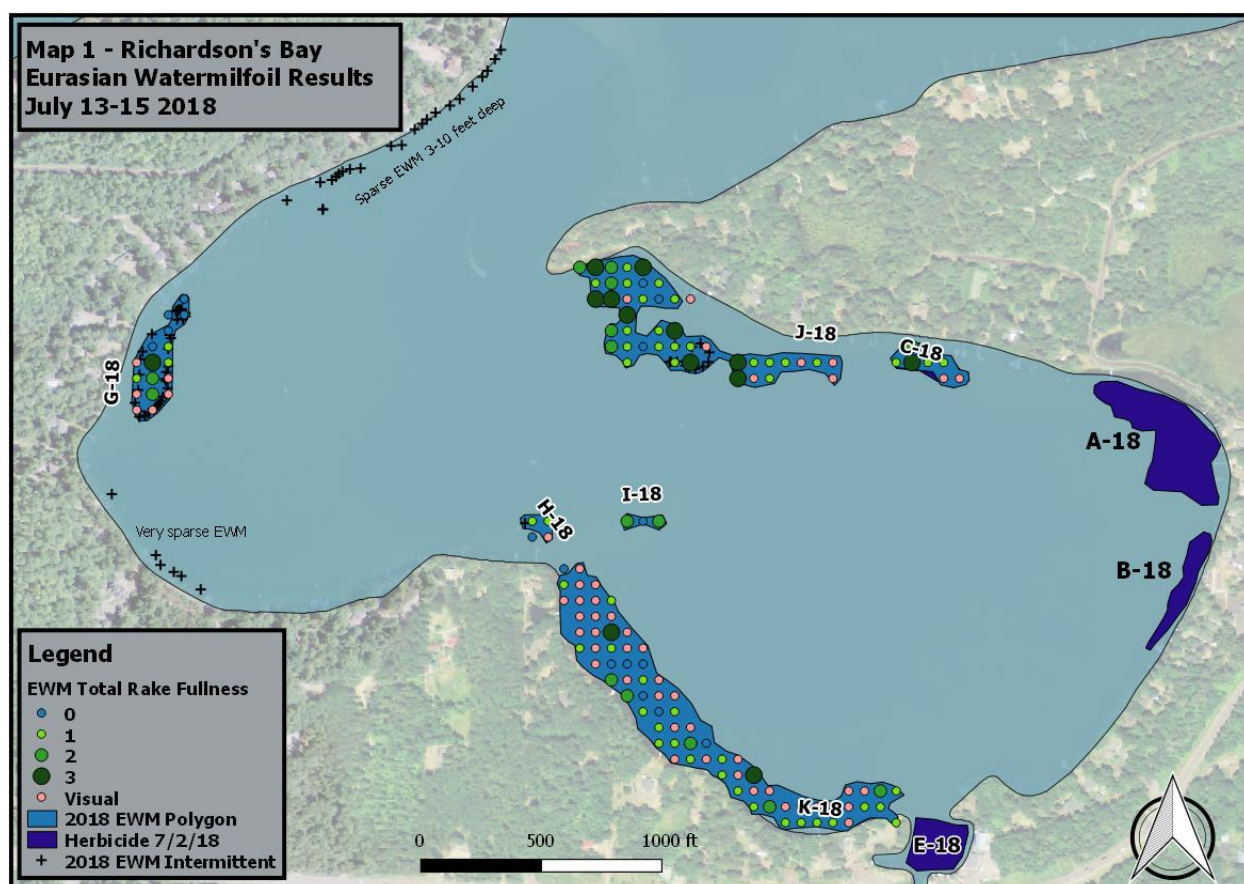 Map 1 - Richardson's Bay
Eurasian Watermilfoil Results
July 13-15 2018
Sparse EWM 3-10 feet deep
G-18
J-18
C-18
A-18
H-18
I-18
B-18
Very sparse EWM
K-18
E-18
Legend
EWM Total Rake Fullness
0
1
2
3
Visual
2018 EWM Polygon
Herbicide 7/2/18
2018 EWM Intermittent
0 500 1000 ft